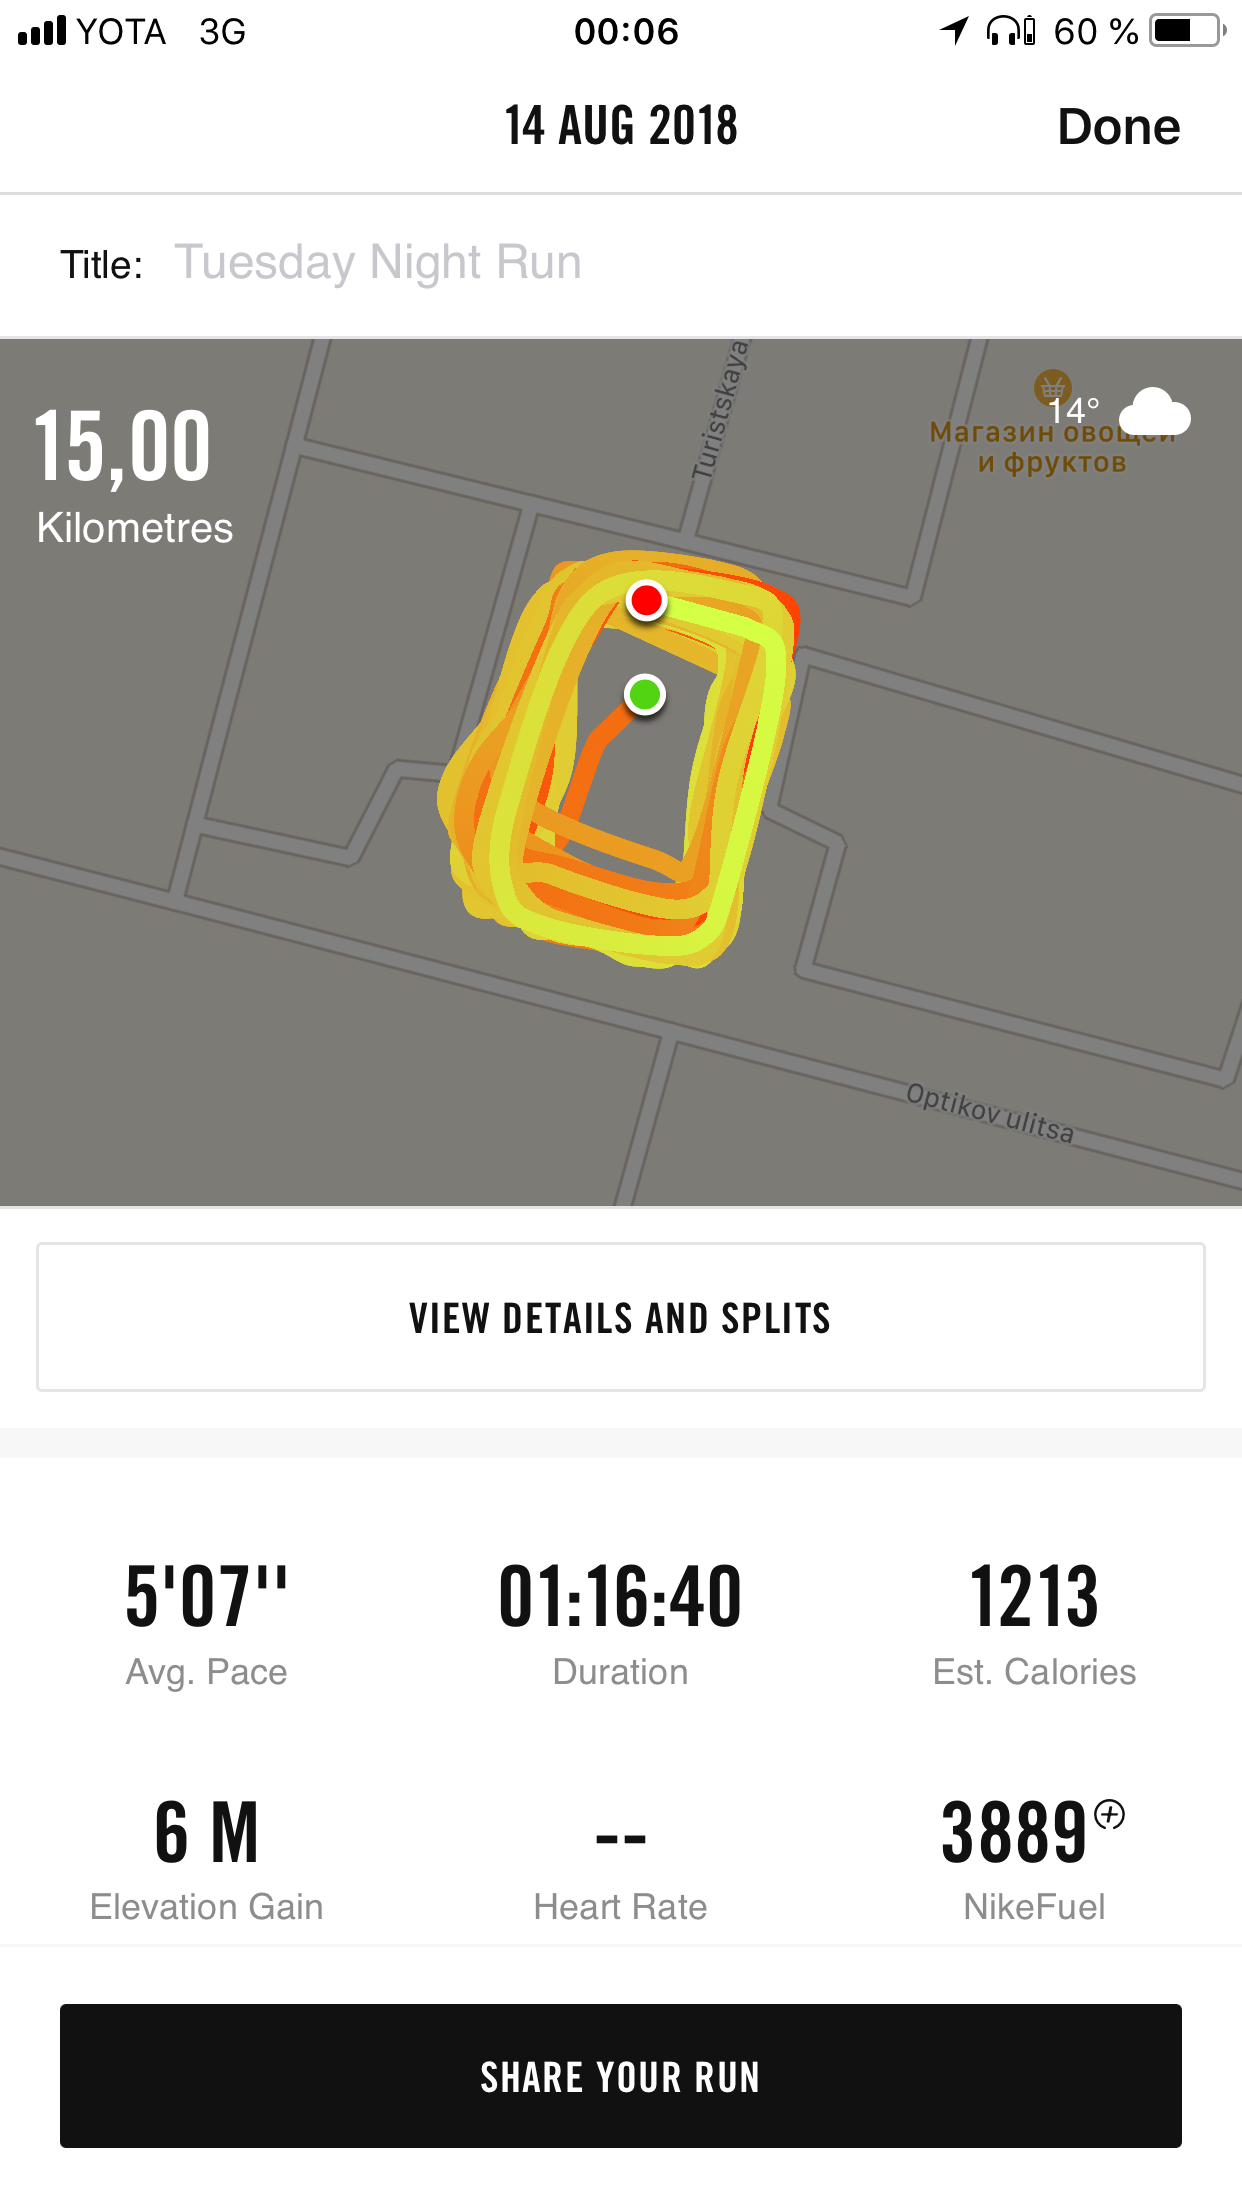 YOTA 3G 00:06 60 %
14 AUG 2018 Done
Title: Tuesday Night Run
15,00
Kilometres
Turistskaya
14°
Магазин овощей
и фруктов
Optikov ulitsa
VIEW DETAILS AND SPLITS
5'07'' 01:16:40 1213
Avg. Pace Duration Est. Calories
6 M -- 3889
Elevation Gain Heart Rate NikeFuel
SHARE YOUR RUN